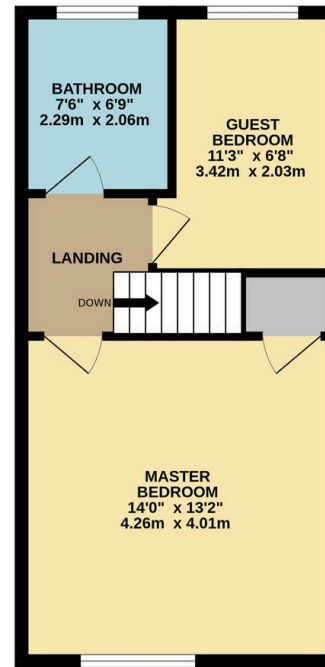 BATHROOM
7'6" x 6'9"
2.29m x 2.06m
GUEST
BEDROOM
11'3" x 6'8"
3.42m x 2.03m
LANDING
DOWN
MASTER
BEDROOM
14'0" x 13'2"
4.26m x 4.01m